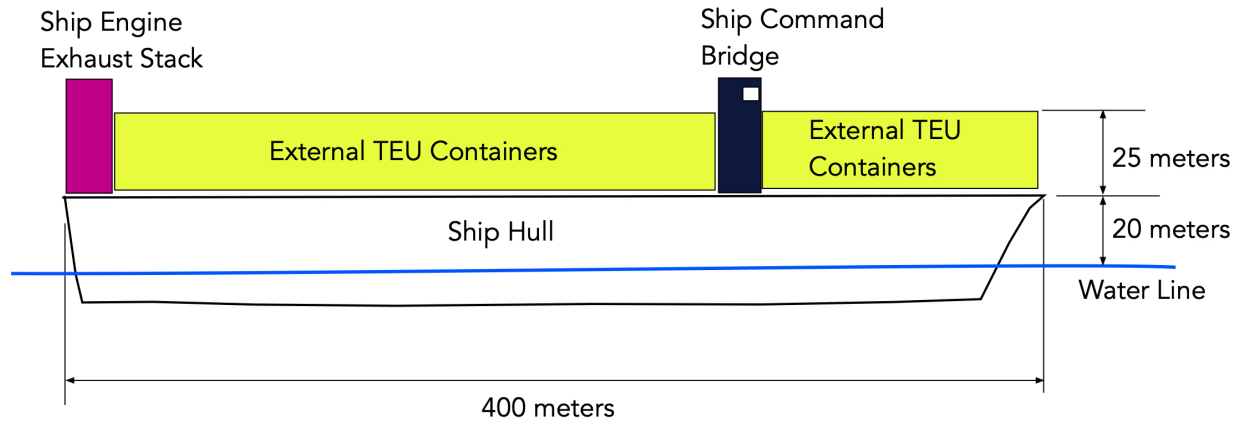 Ship Engine
Exhaust Stack
Ship Command
Bridge
External TEU Containers
External TEU
Containers
25 meters
Ship Hull
20 meters
Water Line
400 meters